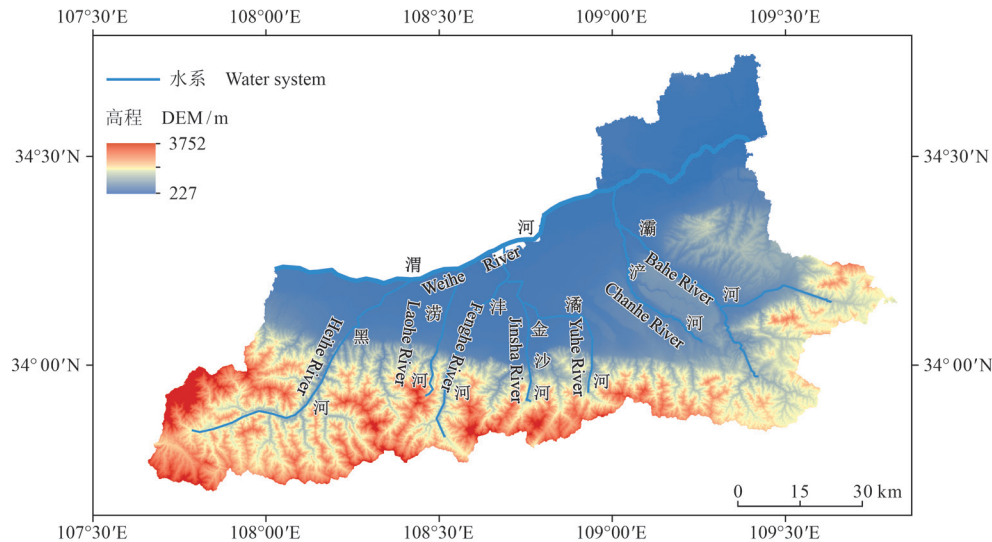 107°30′E 108°00′E 108°30′E 109°00′E 109°30′E
水系 Water system
高程 DEM/m
3752
227
34°30′N 34°30′N
34°00′N 34°00′N
渭河
Weihe River
灞河
Bahe River
浐河
Chanhe River
黑河
Heihe River
涝河
Laohe River
沣河
Fenghe River
金沙河
Jinsha River
潏河
Yuhe River
0 15 30 km
107°30′E 108°00′E 108°30′E 109°00′E 109°30′E